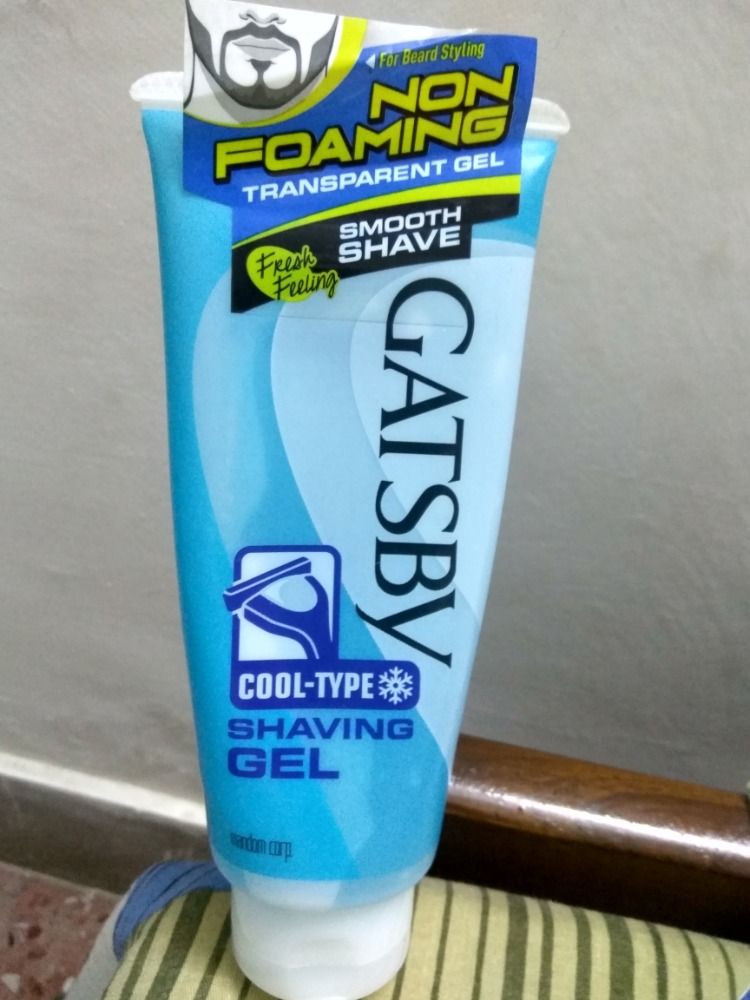 For Beard Styling
NON
FOAMING
TRANSPARENT GEL
SMOOTH
SHAVE
Fresh
Feeling
GATSBY
COOL-TYPE
SHAVING
GEL
mandom corp.